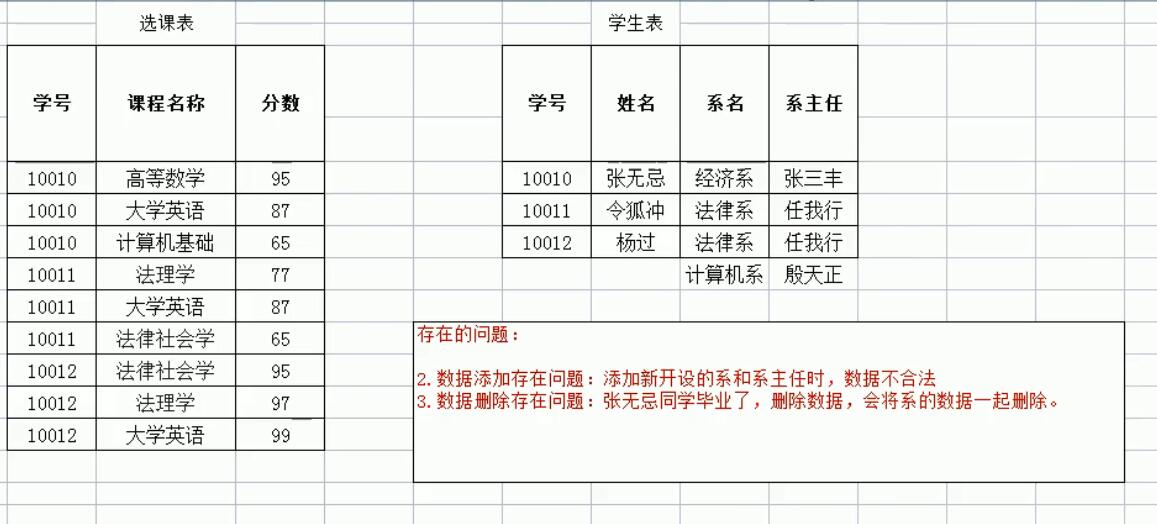 选课表 学生表
学号 课程名称 分数 学号 姓名 系名 系主任
10010 高等数学 95 10010 张无忌 经济系 张三丰
10010 大学英语 87 10011 令狐冲 法律系 任我行
10010 计算机基础 65 10012 杨过 法律系 任我行
10011 法理学 77 计算机系 殷天正
10011 大学英语 87
10011 法律社会学 65
10012 法律社会学 95
10012 法理学 97
10012 大学英语 99
存在的问题：
2.数据添加存在问题：添加新开设的系和系主任时，数据不合法
3.数据删除存在问题：张无忌同学毕业了，删除数据，会将系的数据一起删除。